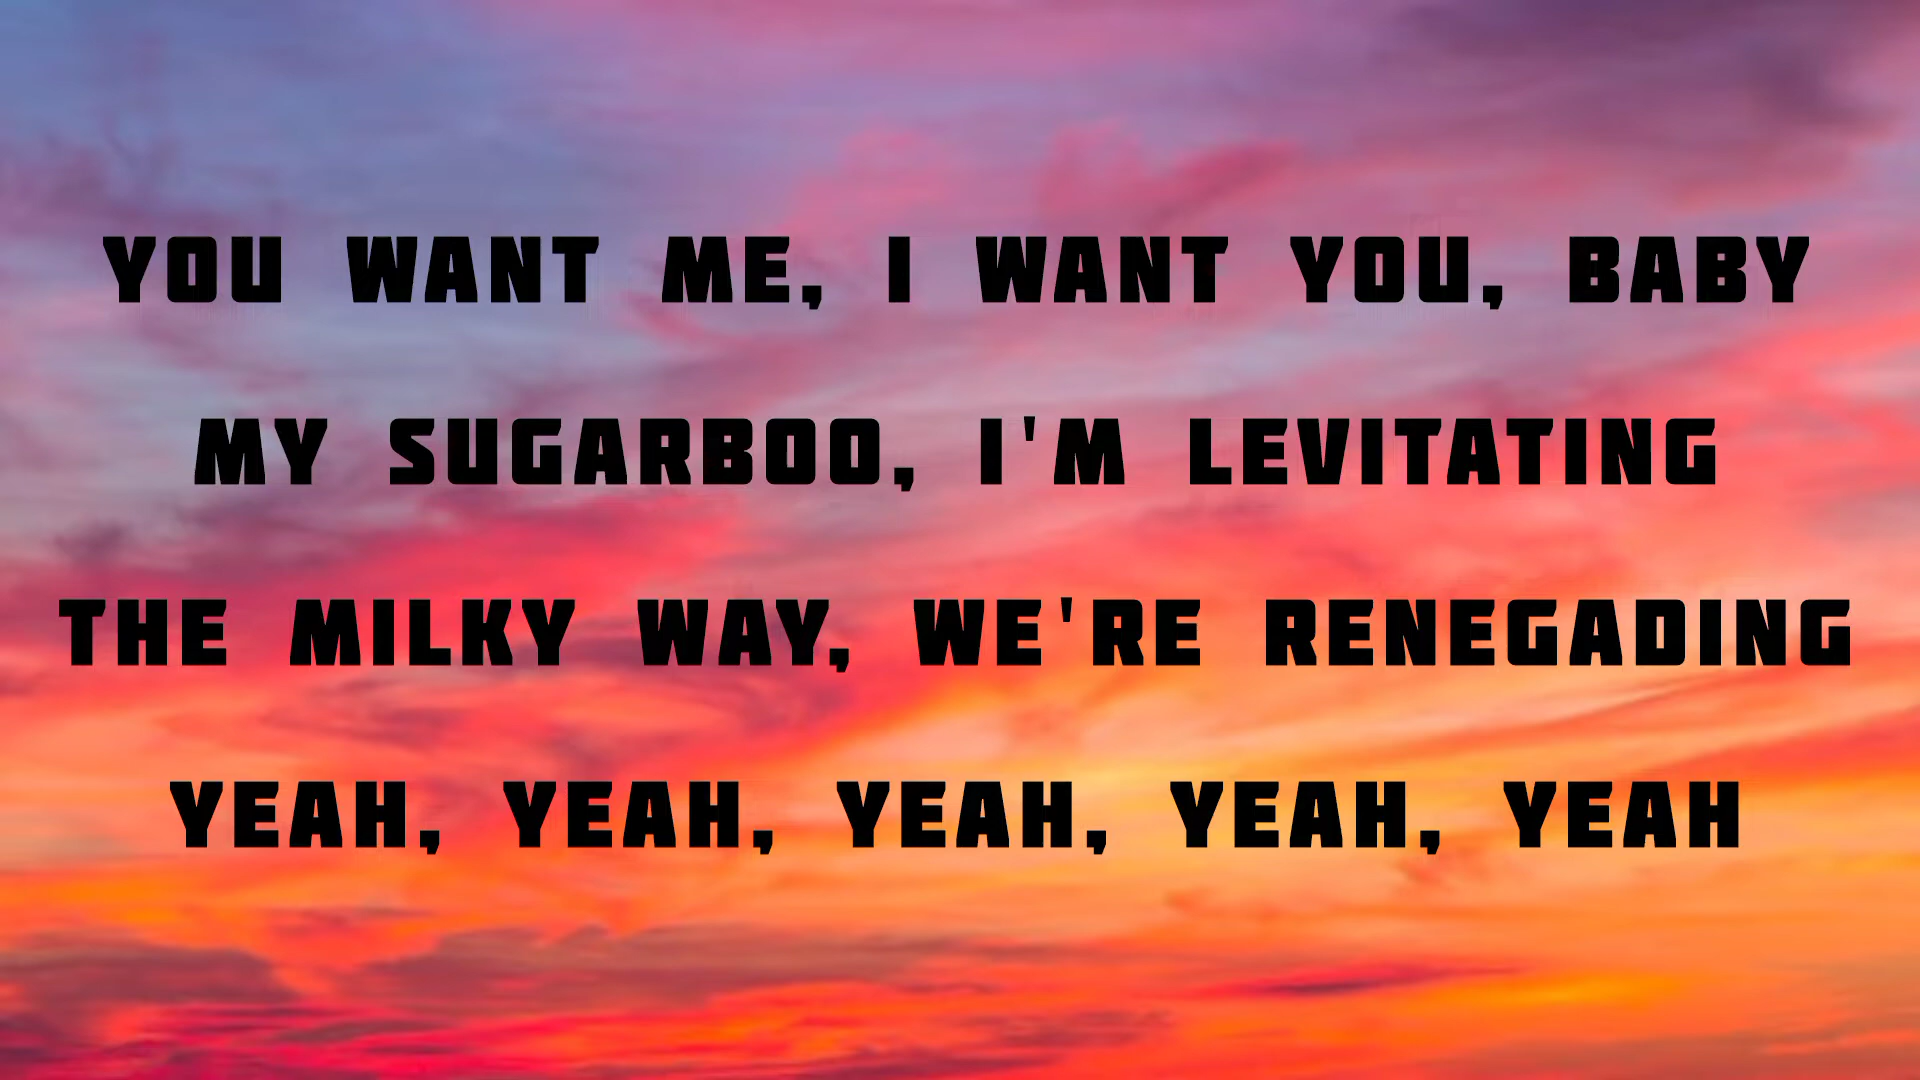 YOU WANT ME, I WANT YOU, BABY
MY SUGARBOO, I'M LEVITATING
THE MILKY WAY, WE'RE RENEGADING
YEAH, YEAH, YEAH, YEAH, YEAH